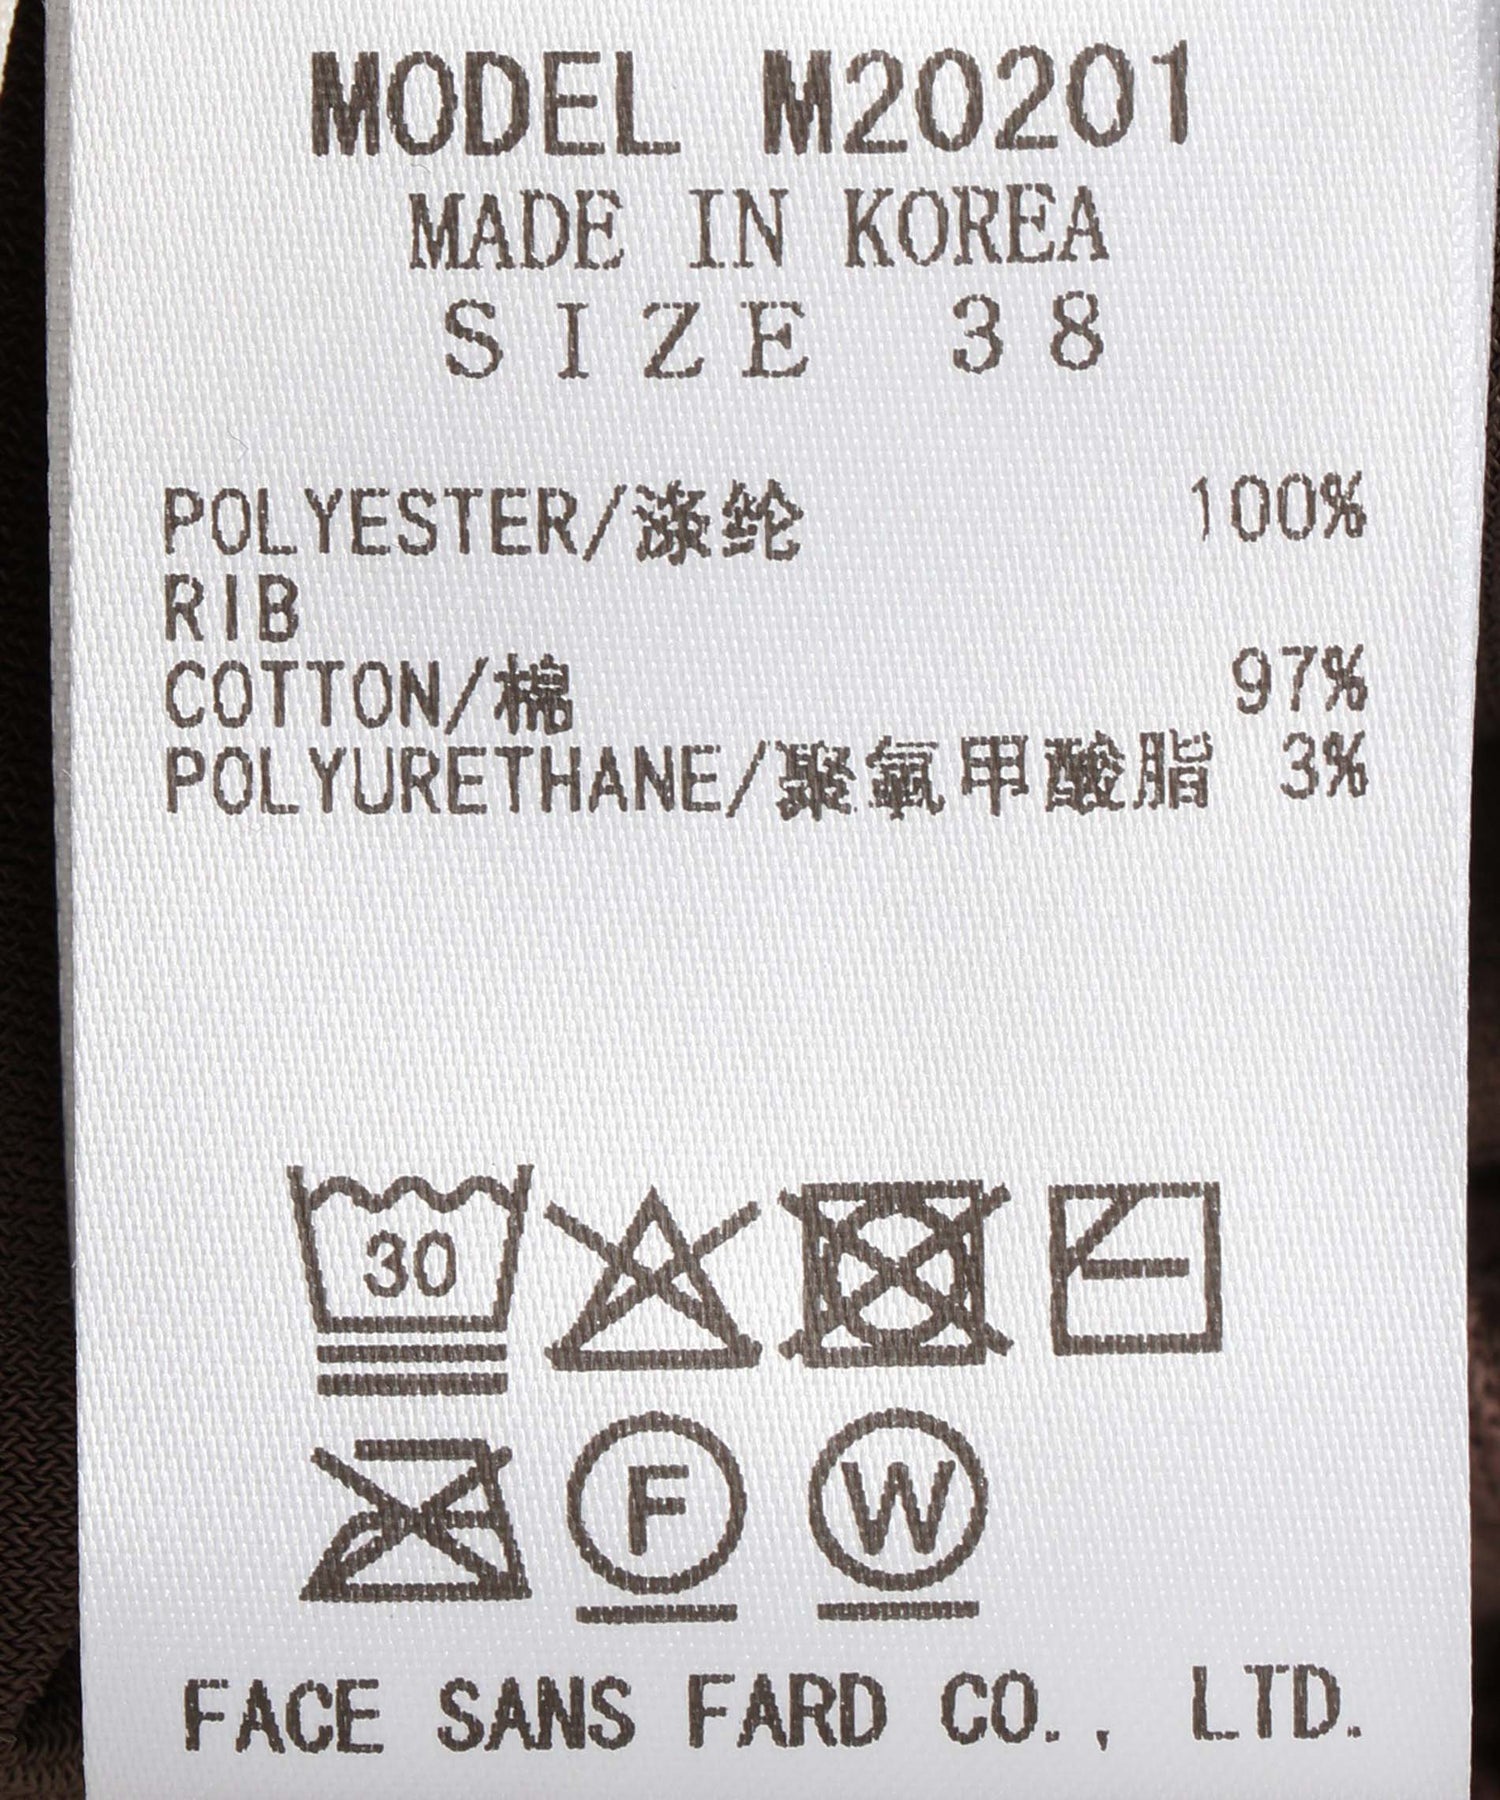 MODEL M20201
MADE IN KOREA
SIZE 38
POLYESTER/涤纶 100%
RIB
COTTON/棉 97%
POLYURETHANE/聚氨甲酸脂 3%
30
F
W
FACE SANS FARD CO., LTD.